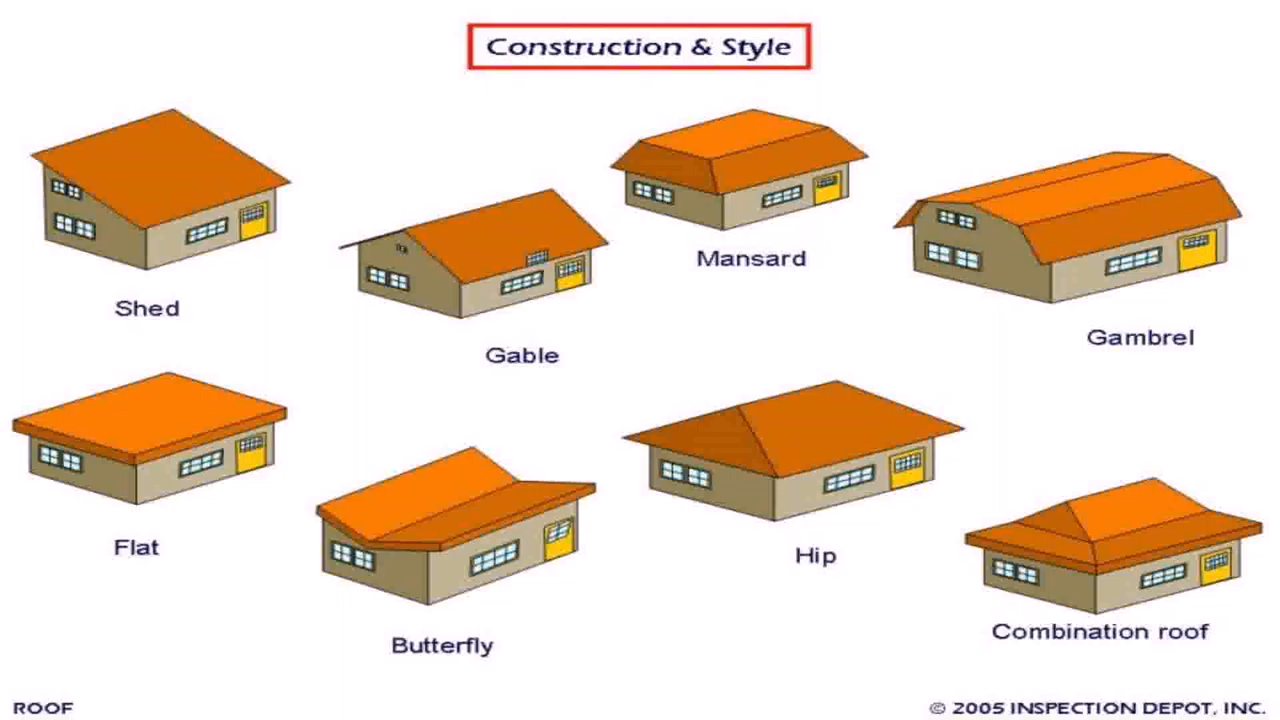 Construction & Style
Shed
Gable
Mansard
Gambrel
Flat
Butterfly
Hip
Combination roof
ROOF
© 2005 INSPECTION DEPOT, INC.